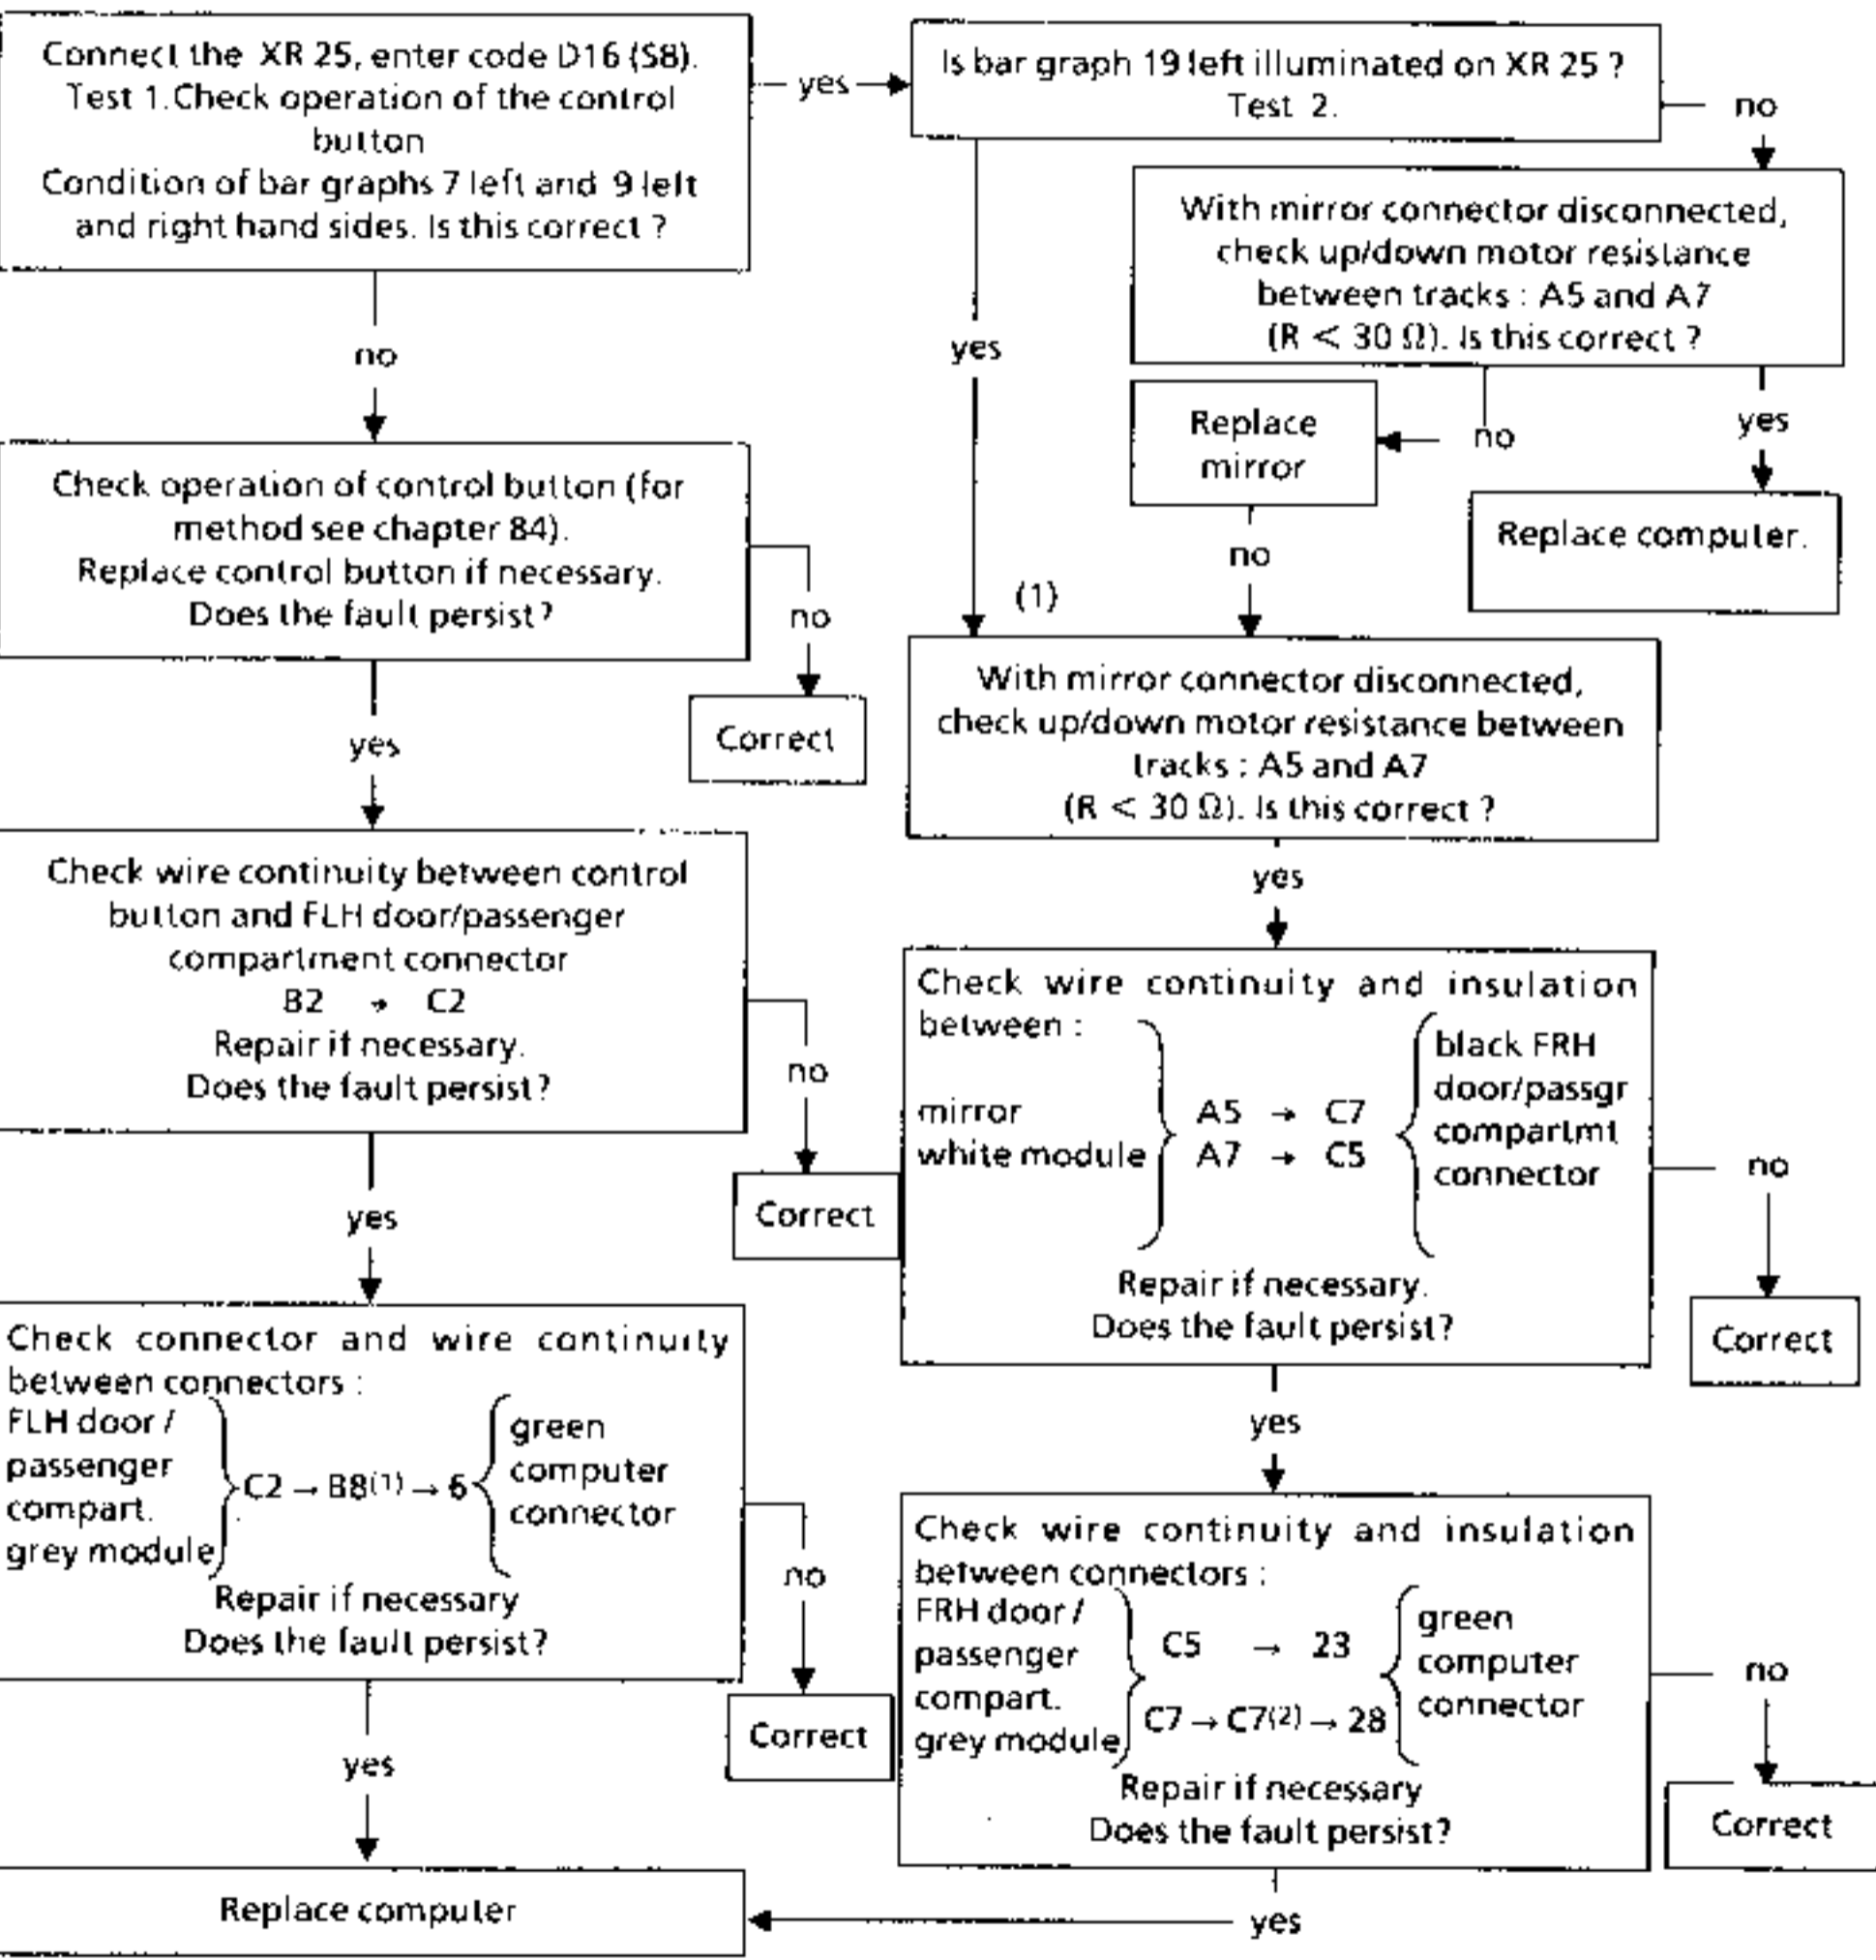 Connect the XR 25, enter code D16 (S8).
Test 1.Check operation of the control
button
Condition of bar graphs 7 left and 9 left
and right hand sides. Is this correct ?
yes
Is bar graph 19 left illuminated on XR 25 ?
Test 2.
no
With mirror connector disconnected,
check up/down motor resistance
between tracks : A5 and A7
(R < 30 Ω). Is this correct ?
no
yes
Replace
mirror
no
yes
Replace computer.
no
(1)
Check operation of control button (for
method see chapter 84).
Replace control button if necessary.
Does the fault persist?
no
Correct
With mirror connector disconnected,
check up/down motor resistance between
tracks : A5 and A7
(R < 30 Ω). Is this correct ?
yes
yes
Check wire continuity between control
button and FLH door/passenger
compartment connector
B2 → C2
Repair if necessary.
Does the fault persist?
no
Correct
Check wire continuity and insulation
between :
mirror
white module
A5 → C7
A7 → C5
black FRH
door/passgr
compartmt
connector
Repair if necessary.
Does the fault persist?
no
Correct
yes
yes
Check connector and wire continuity
between connectors :
FLH door /
passenger
compart.
grey module
C2 → B8(1) → 6
green
computer
connector
Repair if necessary
Does the fault persist?
no
Correct
Check wire continuity and insulation
between connectors :
FRH door /
passenger
compart.
grey module
C5 → 23
C7 → C7(2) → 28
green
computer
connector
Repair if necessary
Does the fault persist?
no
Correct
yes
yes
Replace computer